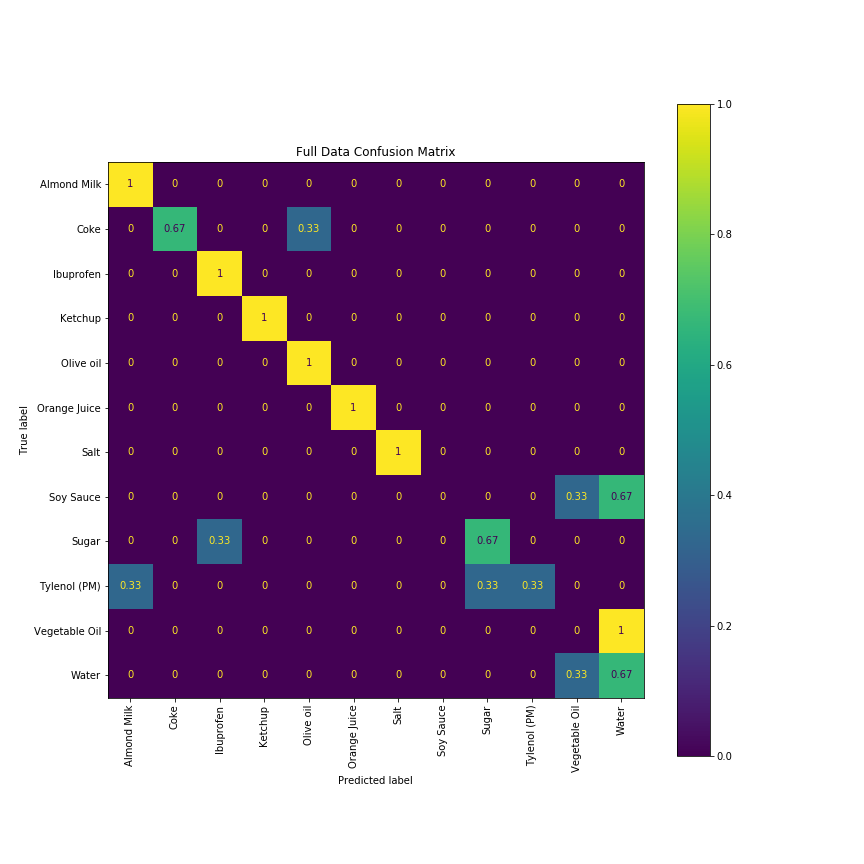 Full Data Confusion Matrix
True label
Almond Milk 1 0 0 0 0 0 0 0 0 0 0 0
Coke 0 0.67 0 0 0.33 0 0 0 0 0 0 0
Ibuprofen 0 0 1 0 0 0 0 0 0 0 0 0
Ketchup 0 0 0 1 0 0 0 0 0 0 0 0
Olive oil 0 0 0 0 1 0 0 0 0 0 0 0
Orange Juice 0 0 0 0 0 1 0 0 0 0 0 0
Salt 0 0 0 0 0 0 1 0 0 0 0 0
Soy Sauce 0 0 0 0 0 0 0 0 0 0 0.33 0.67
Sugar 0 0 0.33 0 0 0 0 0 0.67 0 0 0
Tylenol (PM) 0.33 0 0 0 0 0 0 0 0.33 0.33 0 0
Vegetable Oil 0 0 0 0 0 0 0 0 0 0 0 1
Water 0 0 0 0 0 0 0 0 0 0 0.33 0.67
Almond Milk
Coke
Ibuprofen
Ketchup
Olive oil
Orange Juice
Salt
Soy Sauce
Sugar
Tylenol (PM)
Vegetable Oil
Water
Predicted label
1.0
0.8
0.6
0.4
0.2
0.0